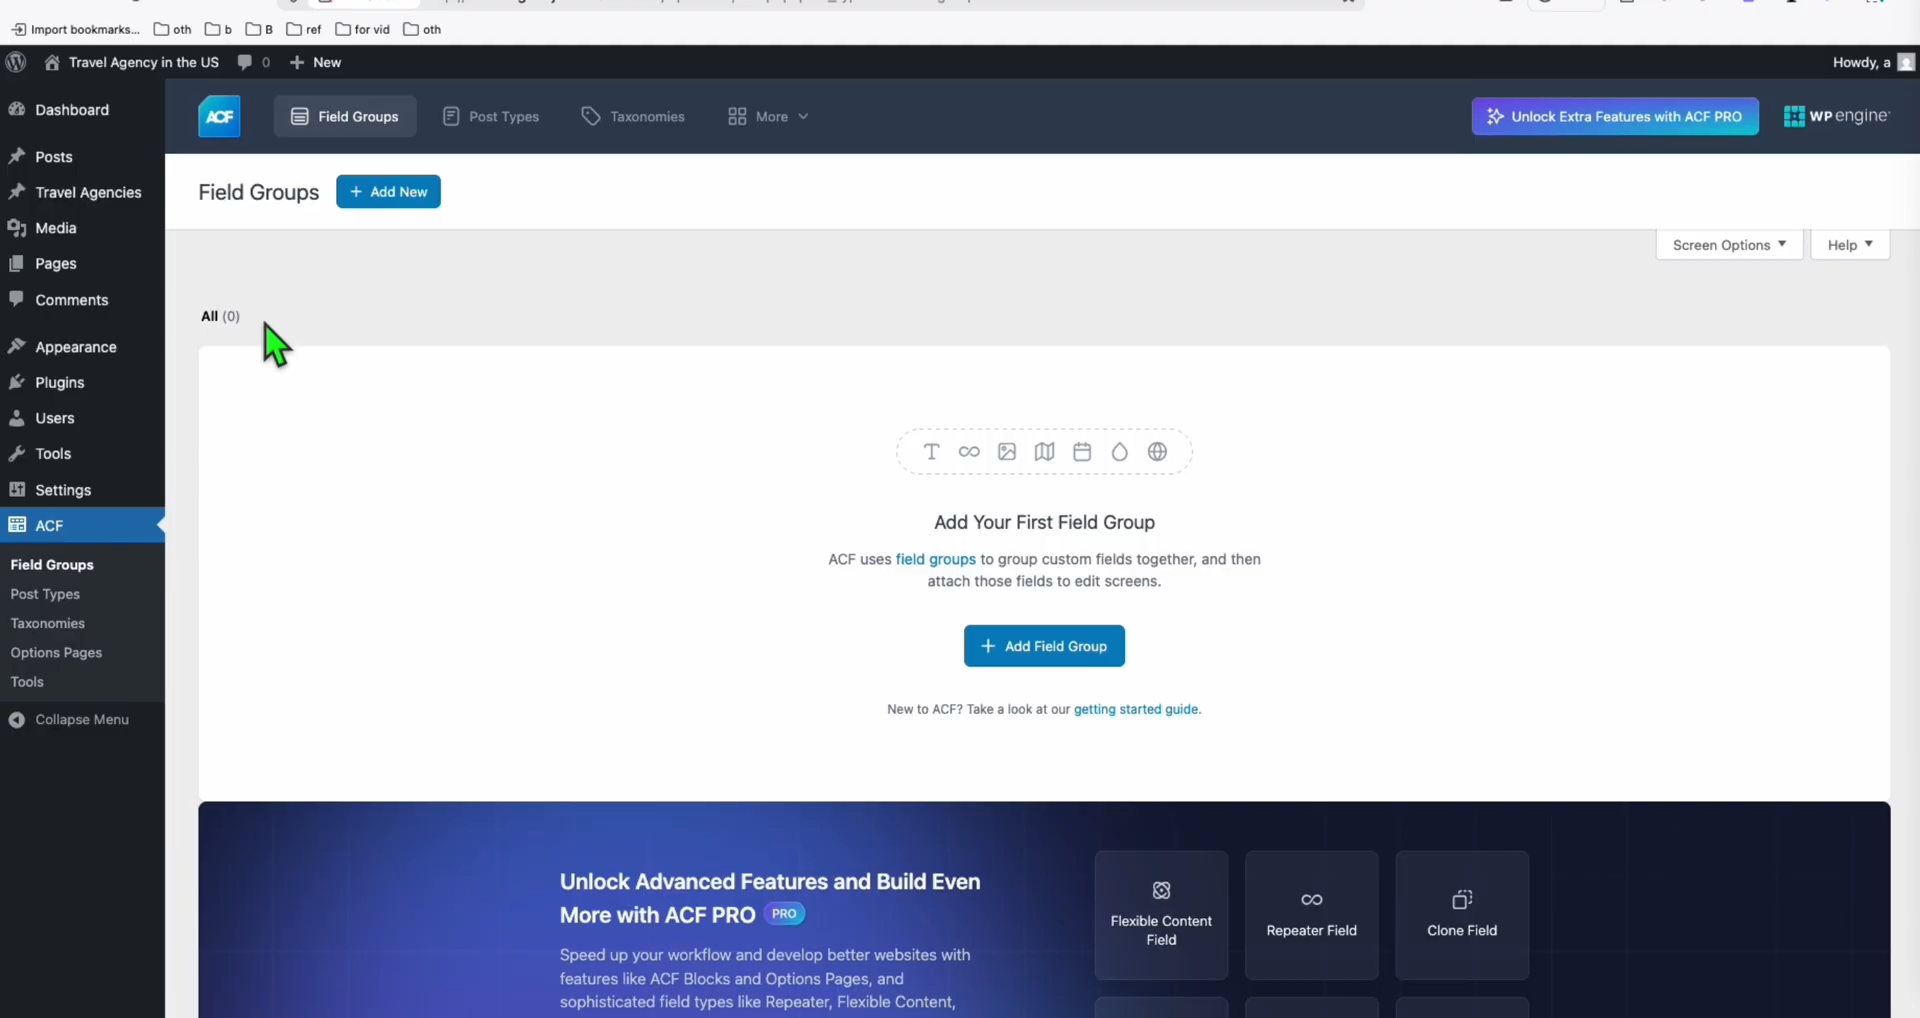 Import bookmarks...
oth
b
B
ref
for vid
oth
Travel Agency in the US
0
New
Howdy, a
Dashboard
Posts
Travel Agencies
Media
Pages
Comments
Appearance
Plugins
Users
Tools
Settings
ACF
Field Groups
Post Types
Taxonomies
Options Pages
Tools
Collapse Menu
ACF
Field Groups
Post Types
Taxonomies
More
Unlock Extra Features with ACF PRO
WP engine
Field Groups
+ Add New
Screen Options
Help
All (0)
Add Your First Field Group
ACF uses field groups to group custom fields together, and then
attach those fields to edit screens.
+ Add Field Group
New to ACF? Take a look at our getting started guide.
Unlock Advanced Features and Build Even
More with ACF PRO PRO
Speed up your workflow and develop better websites with
features like ACF Blocks and Options Pages, and
sophisticated field types like Repeater, Flexible Content,
Flexible Content
Field
Repeater Field
Clone Field